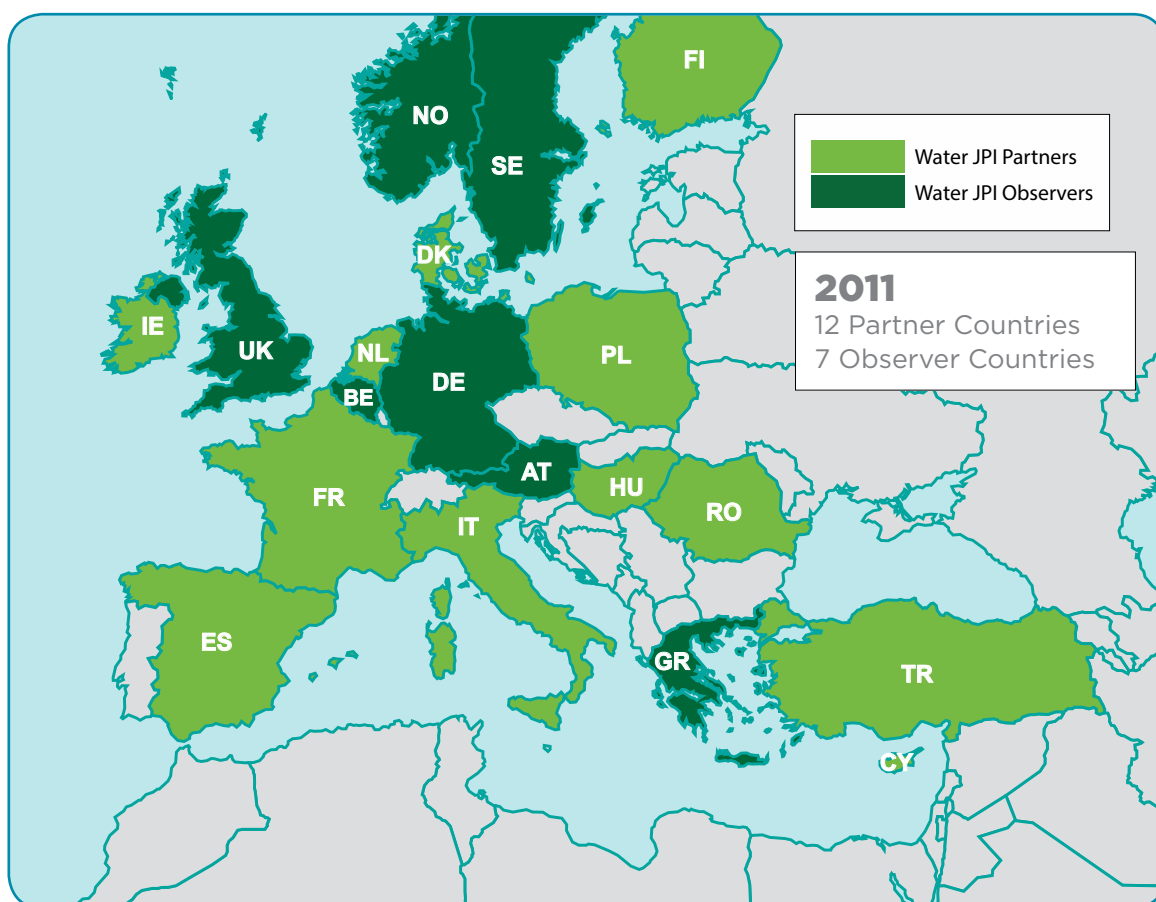 FI
NO
SE
Water JPI Partners
Water JPI Observers
DK
2011
12 Partner Countries
7 Observer Countries
IE
UK
NL
PL
DE
BE
AT
FR
HU
RO
IT
ES
GR
TR
CY